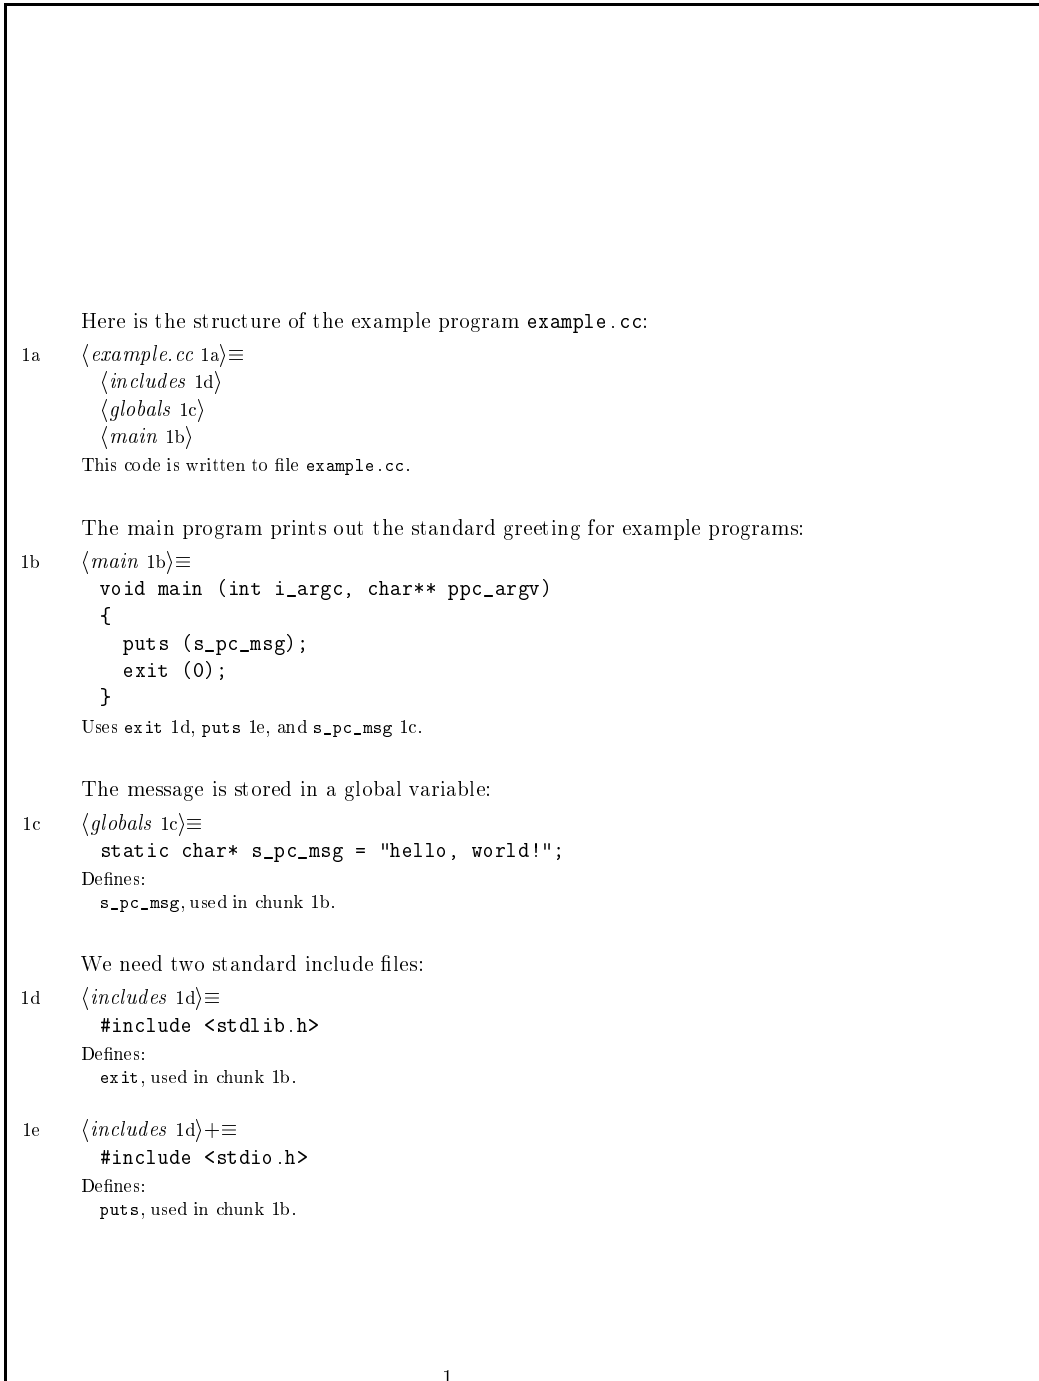 Here is the structure of the example program example.cc:
1a ⟨example.cc 1a⟩≡
⟨includes 1d⟩
⟨globals 1c⟩
⟨main 1b⟩
This code is written to file example.cc.
The main program prints out the standard greeting for example programs:
1b ⟨main 1b⟩≡
void main (int i_argc, char** ppc_argv)
{
puts (s_pc_msg);
exit (0);
}
Uses exit 1d, puts 1e, and s_pc_msg 1c.
The message is stored in a global variable:
1c ⟨globals 1c⟩≡
static char* s_pc_msg = "hello, world!";
Defines:
s_pc_msg, used in chunk 1b.
We need two standard include files:
1d ⟨includes 1d⟩≡
#include <stdlib.h>
Defines:
exit, used in chunk 1b.
1e ⟨includes 1d⟩+≡
#include <stdio.h>
Defines:
puts, used in chunk 1b.
1